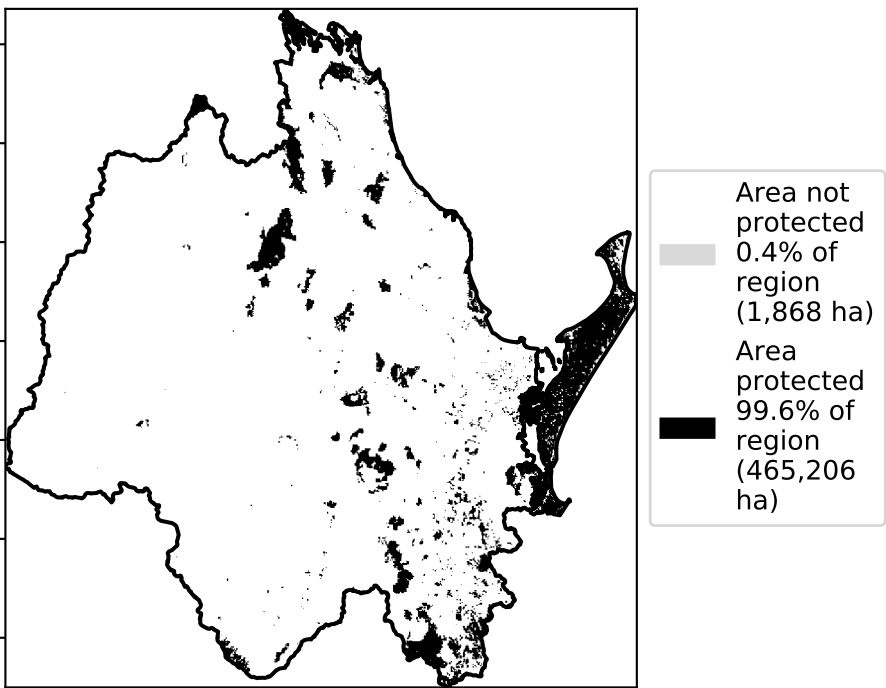 Area not
protected
0.4% of
region
(1,868 ha)
Area
protected
99.6% of
region
(465,206
ha)